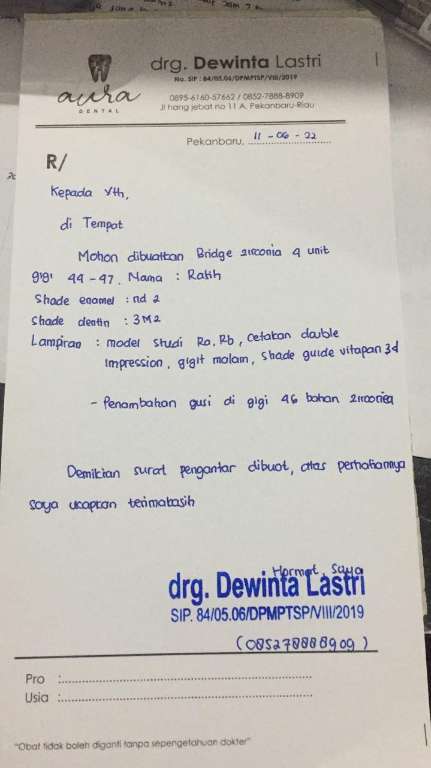 drg. Dewinta Lastri
No. SIP : 84/05.06/DPMPTSP/VIII/2019
aura
DENTAL
0895-6160-57662 / 0852-7888-8909
Jl hang jebat no 11 A. Pekanbaru-Riau
Pekanbaru, 11 - 06 - 22
R/
Kepada Yth,
di Tempat
Mohon dibuatkan Bridge zirconia 4 unit
gigi 44 - 47. Nama : Ratih
Shade enamel : nd 2
Shade dentin : 3M2
Lampiran : model studi Ra, Rb, cetakan double
impression, gigit malam, shade guide vitapan 3d
- Penambahan gusi di gigi 46 bahan zirconia
Demikian surat pengantar dibuat, atas perhatiannya
saya ucapkan terimakasih
Hormat saya
drg. Dewinta Lastri
SIP. 84/05.06/DPMPTSP/VIII/2019
(085278888909)
Pro :
Usia :
"Obat tidak boleh diganti tanpa sepengetahuan dokter"